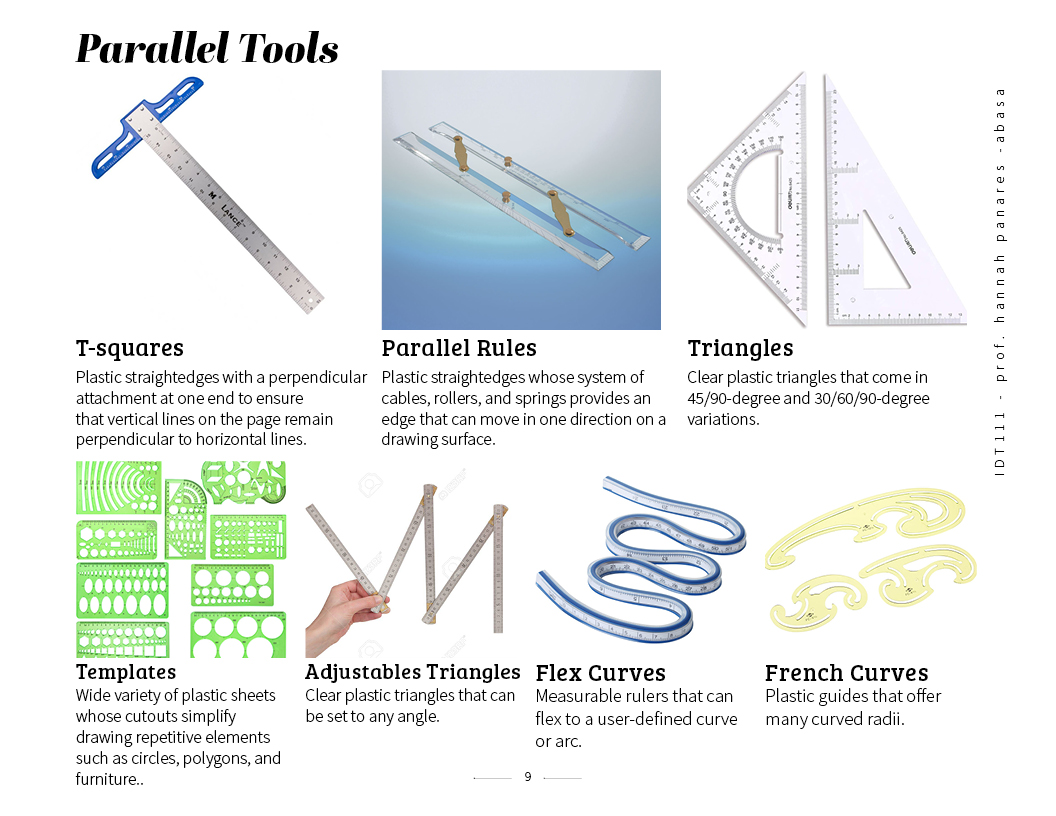 Parallel Tools
LANCE
T-squares
Plastic straightedges with a perpendicular
attachment at one end to ensure
that vertical lines on the page remain
perpendicular to horizontal lines.
Parallel Rules
Plastic straightedges whose system of
cables, rollers, and springs provides an
edge that can move in one direction on a
drawing surface.
Triangles
Clear plastic triangles that come in
45/90-degree and 30/60/90-degree
variations.
IDT111 - prof. hannah panares -abasa
Templates
Wide variety of plastic sheets
whose cutouts simplify
drawing repetitive elements
such as circles, polygons, and
furniture..
Adjustables Triangles
Clear plastic triangles that can
be set to any angle.
Flex Curves
Measurable rulers that can
flex to a user-defined curve
or arc.
French Curves
Plastic guides that offer
many curved radii.
9